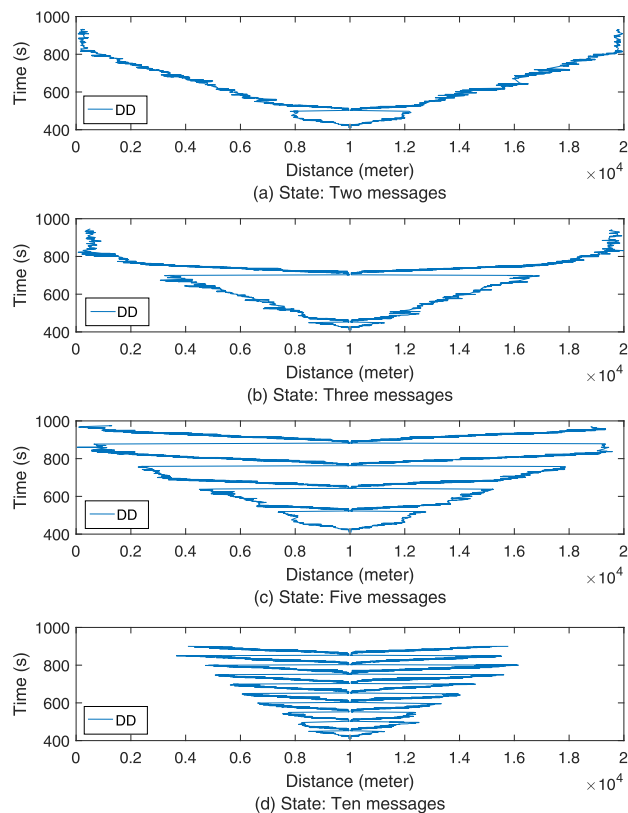 1000
800
600
400
Time (s)
DD
0 0.2 0.4 0.6 0.8 1 1.2 1.4 1.6 1.8 2
Distance (meter)
×10^4
(a) State: Two messages
1000
800
600
400
Time (s)
DD
0 0.2 0.4 0.6 0.8 1 1.2 1.4 1.6 1.8 2
Distance (meter)
×10^4
(b) State: Three messages
1000
800
600
400
Time (s)
DD
0 0.2 0.4 0.6 0.8 1 1.2 1.4 1.6 1.8 2
Distance (meter)
×10^4
(c) State: Five messages
1000
800
600
400
Time (s)
DD
0 0.2 0.4 0.6 0.8 1 1.2 1.4 1.6 1.8 2
Distance (meter)
×10^4
(d) State: Ten messages